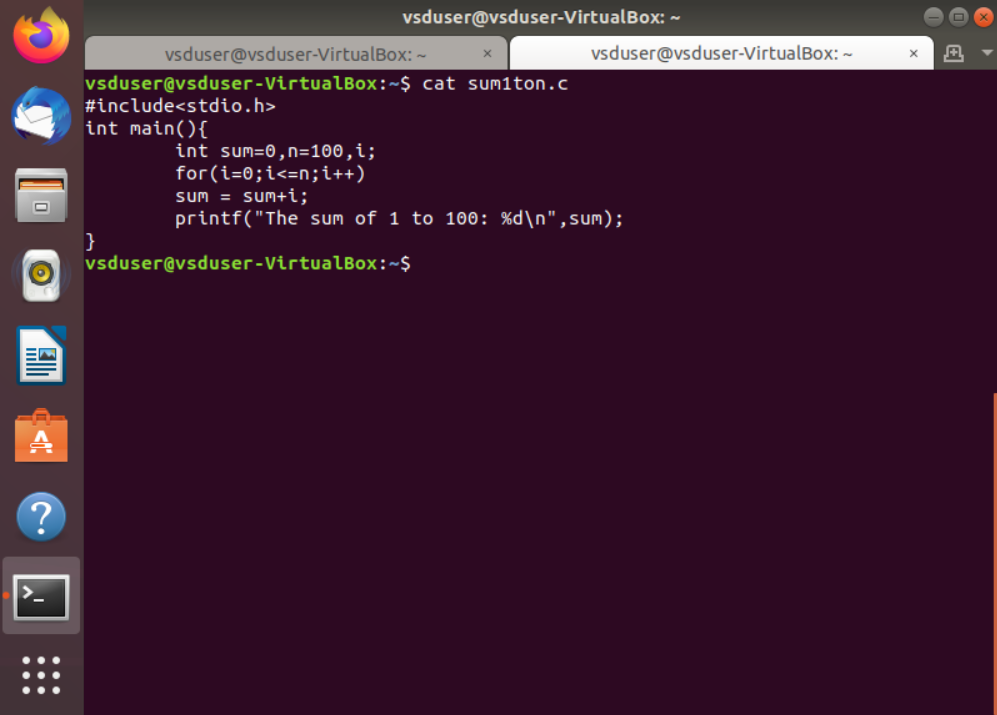 vsduser@vsduser-VirtualBox: ~
vsduser@vsduser-VirtualBox: ~ × vsduser@vsduser-VirtualBox: ~ ×
vsduser@vsduser-VirtualBox:~$ cat sum1ton.c
#include<stdio.h>
int main(){
        int sum=0,n=100,i;
        for(i=0;i<=n;i++)
        sum = sum+i;
        printf("The sum of 1 to 100: %d\n",sum);
}
vsduser@vsduser-VirtualBox:~$